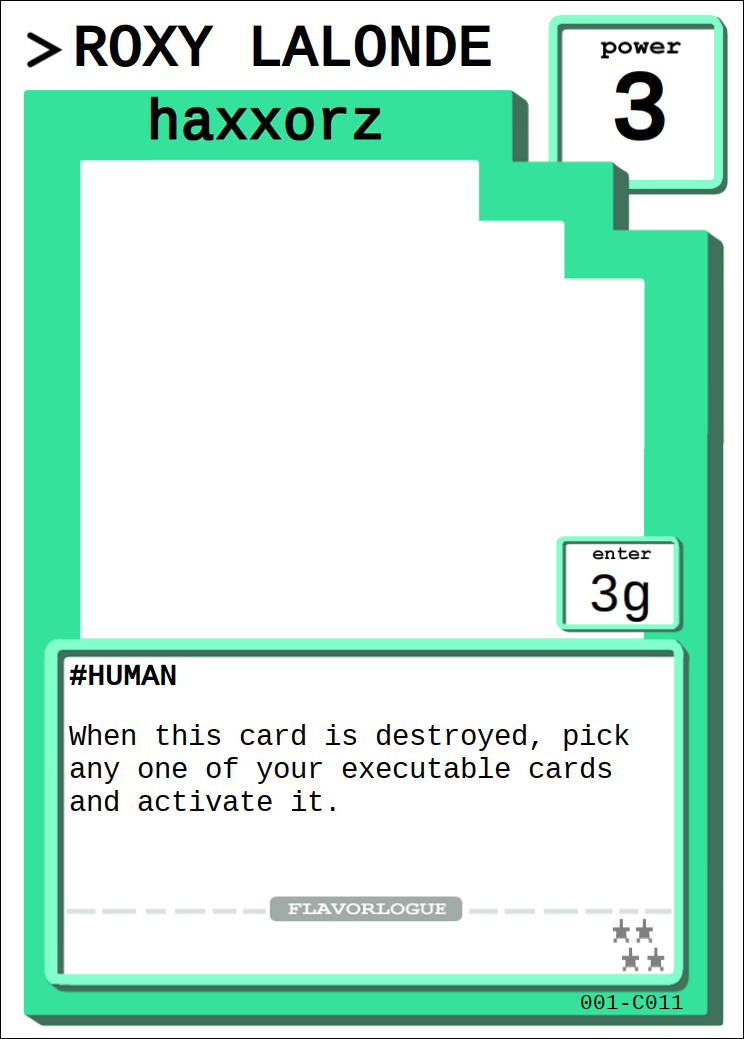 >ROXY LALONDE
power
3
haxxorz
enter
3g
#HUMAN
When this card is destroyed, pick
any one of your executable cards
and activate it.
FLAVORLOGUE
001-C011